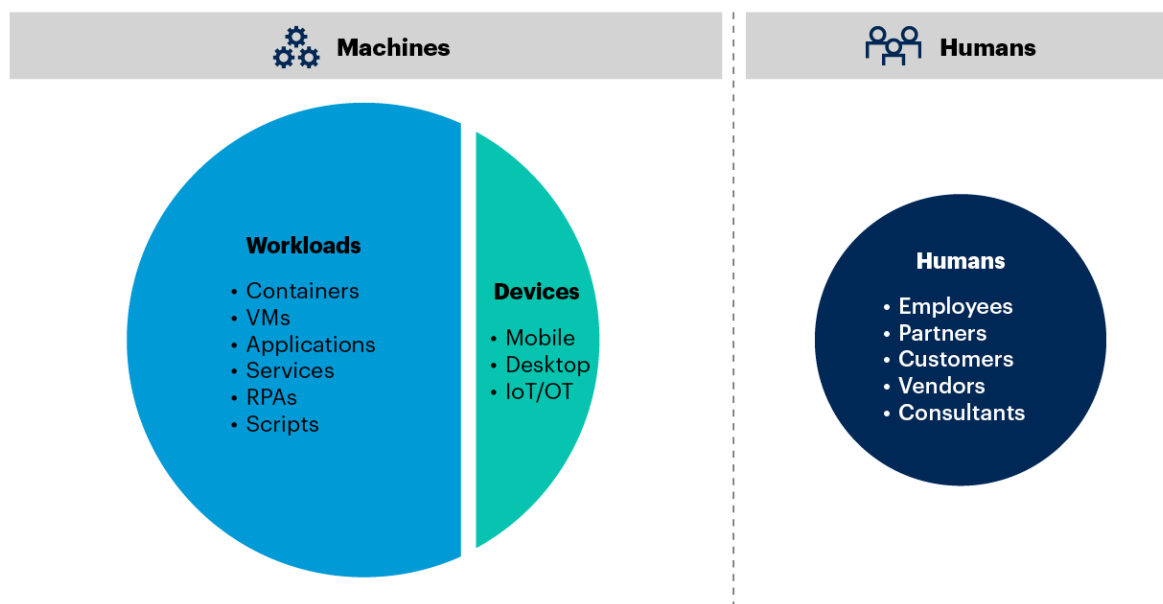 Machines
Humans
Workloads
• Containers
• VMs
• Applications
• Services
• RPAs
• Scripts
Devices
• Mobile
• Desktop
• IoT/OT
Humans
• Employees
• Partners
• Customers
• Vendors
• Consultants